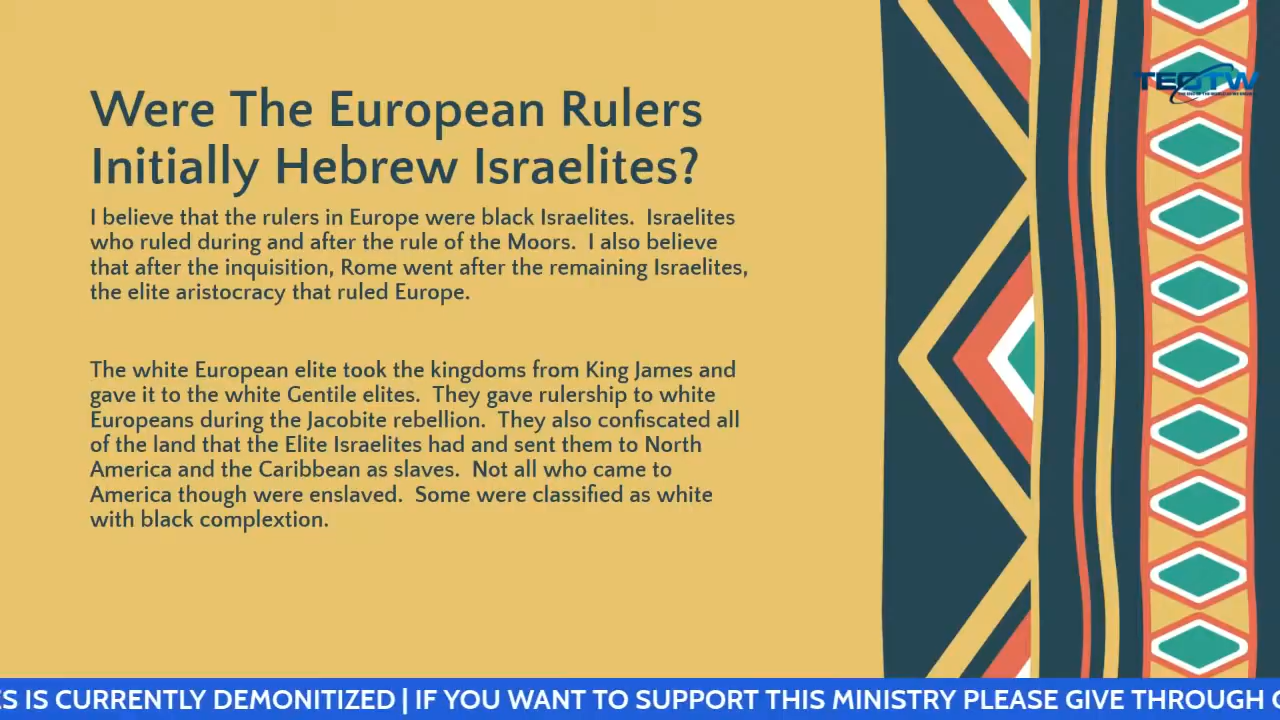 TEOTW
Were The European Rulers
Initially Hebrew Israelites?
I believe that the rulers in Europe were black Israelites. Israelites
who ruled during and after the rule of the Moors. I also believe
that after the inquisition, Rome went after the remaining Israelites,
the elite aristocracy that ruled Europe.
The white European elite took the kingdoms from King James and
gave it to the white Gentile elites. They gave rulership to white
Europeans during the Jacobite rebellion. They also confiscated all
of the land that the Elite Israelites had and sent them to North
America and the Caribbean as slaves. Not all who came to
America though were enslaved. Some were classified as white
with black complextion.
ES IS CURRENTLY DEMONITIZED | IF YOU WANT TO SUPPORT THIS MINISTRY PLEASE GIVE THROUGH